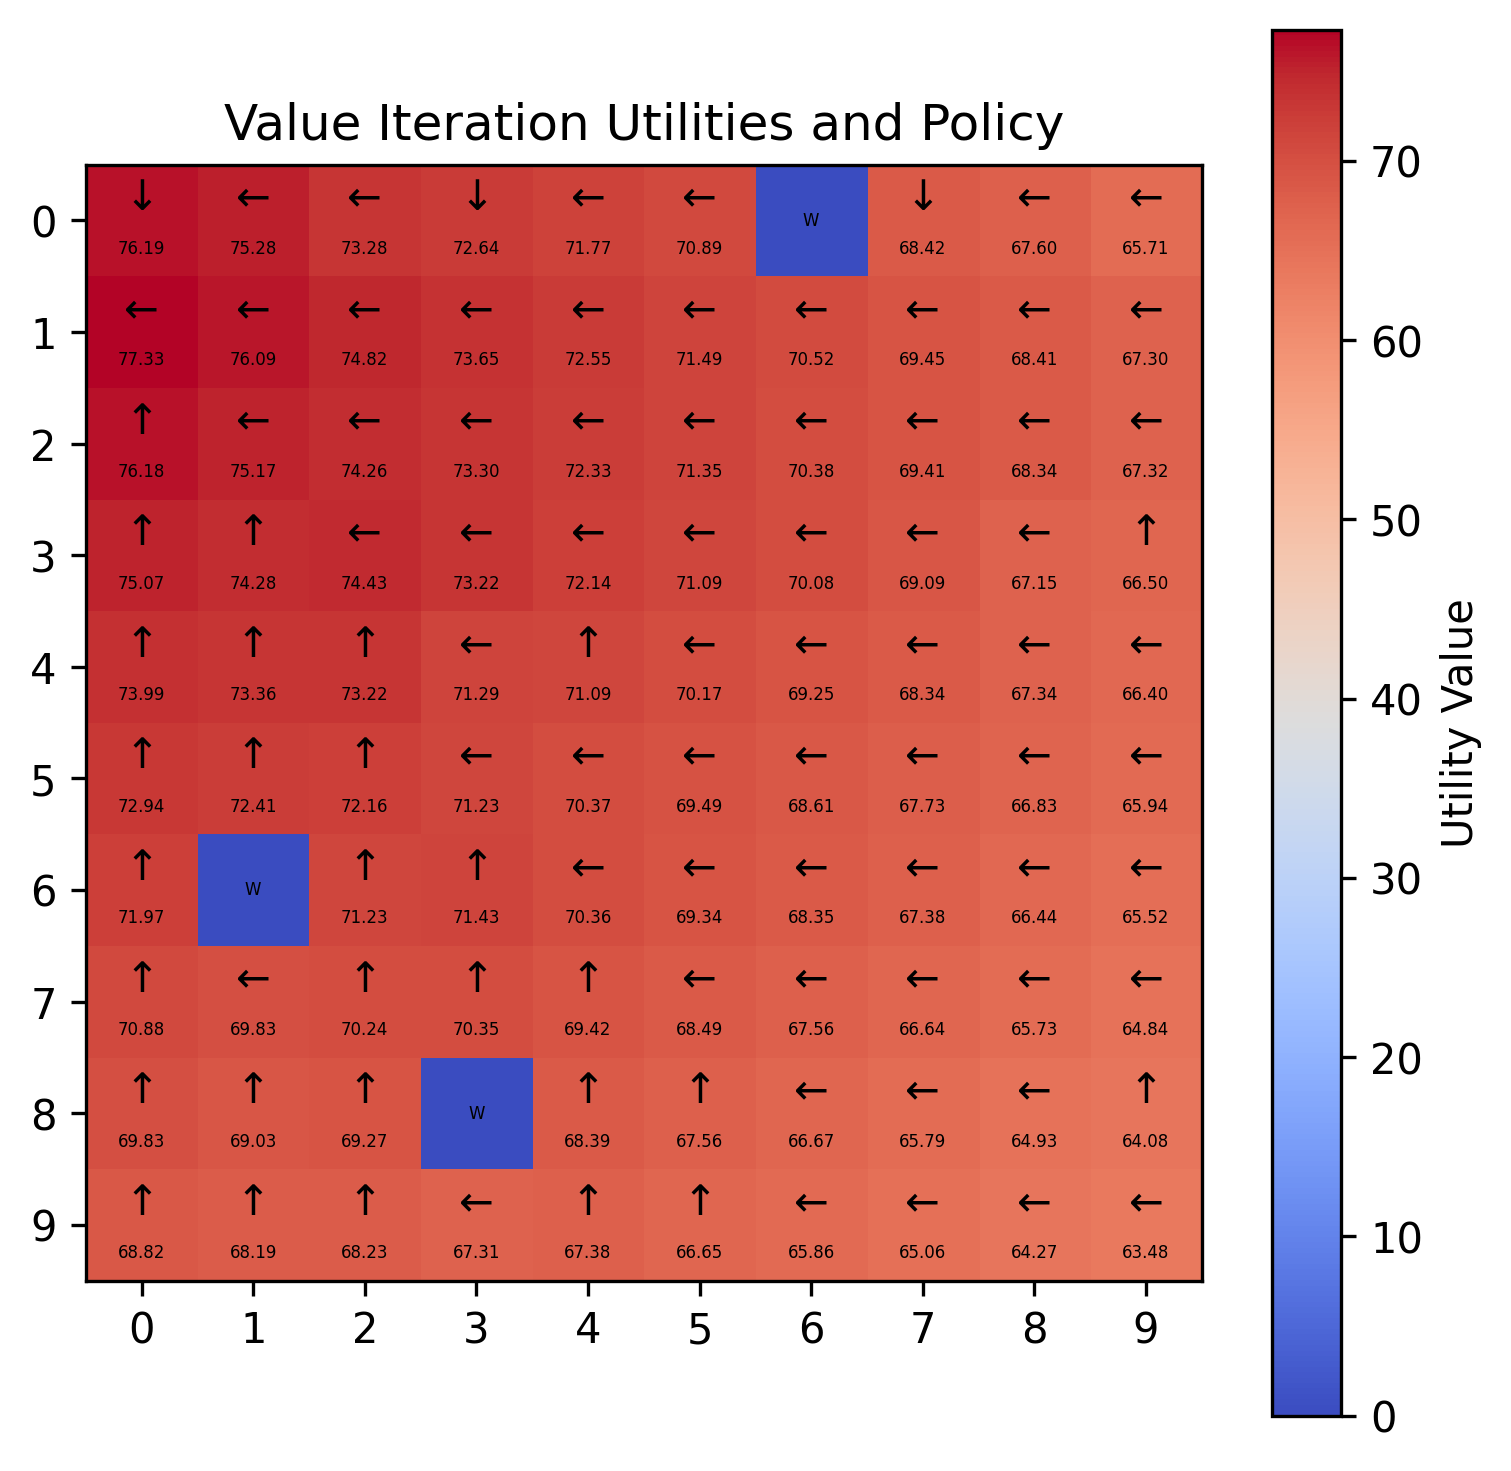 Value Iteration Utilities and Policy
0 ↓ ← ← ↓ ← ← W ↓ ← ←
76.19 75.28 73.28 72.64 71.77 70.89 68.42 67.60 65.71
1 ← ← ← ← ← ← ← ← ← ←
77.33 76.09 74.82 73.65 72.55 71.49 70.52 69.45 68.41 67.30
2 ↑ ← ← ← ← ← ← ← ← ←
76.18 75.17 74.26 73.30 72.33 71.35 70.38 69.41 68.34 67.32
3 ↑ ↑ ← ← ← ← ← ← ← ↑
75.07 74.28 74.43 73.22 72.14 71.09 70.08 69.09 67.15 66.50
4 ↑ ↑ ↑ ← ↑ ← ← ← ← ←
73.99 73.36 73.22 71.29 71.09 70.17 69.25 68.34 67.34 66.40
5 ↑ ↑ ↑ ← ← ← ← ← ← ←
72.94 72.41 72.16 71.23 70.37 69.49 68.61 67.73 66.83 65.94
6 ↑ W ↑ ↑ ← ← ← ← ← ←
71.97 71.23 71.43 70.36 69.34 68.35 67.38 66.44 65.52
7 ↑ ← ↑ ↑ ↑ ← ← ← ← ←
70.88 69.83 70.24 70.35 69.42 68.49 67.56 66.64 65.73 64.84
8 ↑ ↑ ↑ W ↑ ↑ ← ← ← ↑
69.83 69.03 69.27 68.39 67.56 66.67 65.79 64.93 64.08
9 ↑ ↑ ↑ ← ↑ ↑ ← ← ← ←
68.82 68.19 68.23 67.31 67.38 66.65 65.86 65.06 64.27 63.48
0 1 2 3 4 5 6 7 8 9
70
60
50
40
30
20
10
0
Utility Value